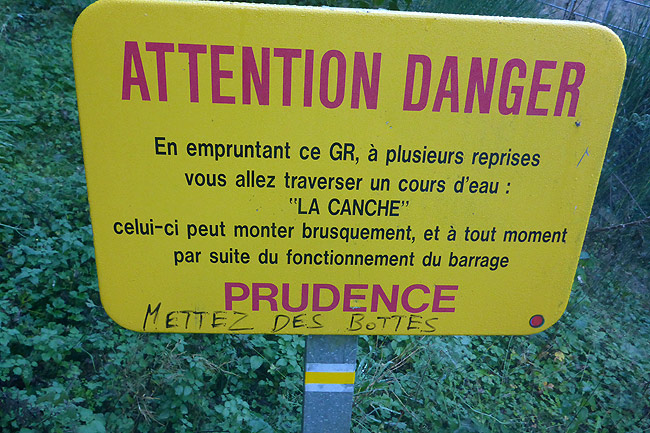 ATTENTION DANGER
En empruntant ce GR, à plusieurs reprises
vous allez traverser un cours d'eau :
"LA CANCHE"
celui-ci peut monter brusquement, et à tout moment
par suite du fonctionnement du barrage
PRUDENCE
METTEZ DES BOTTES